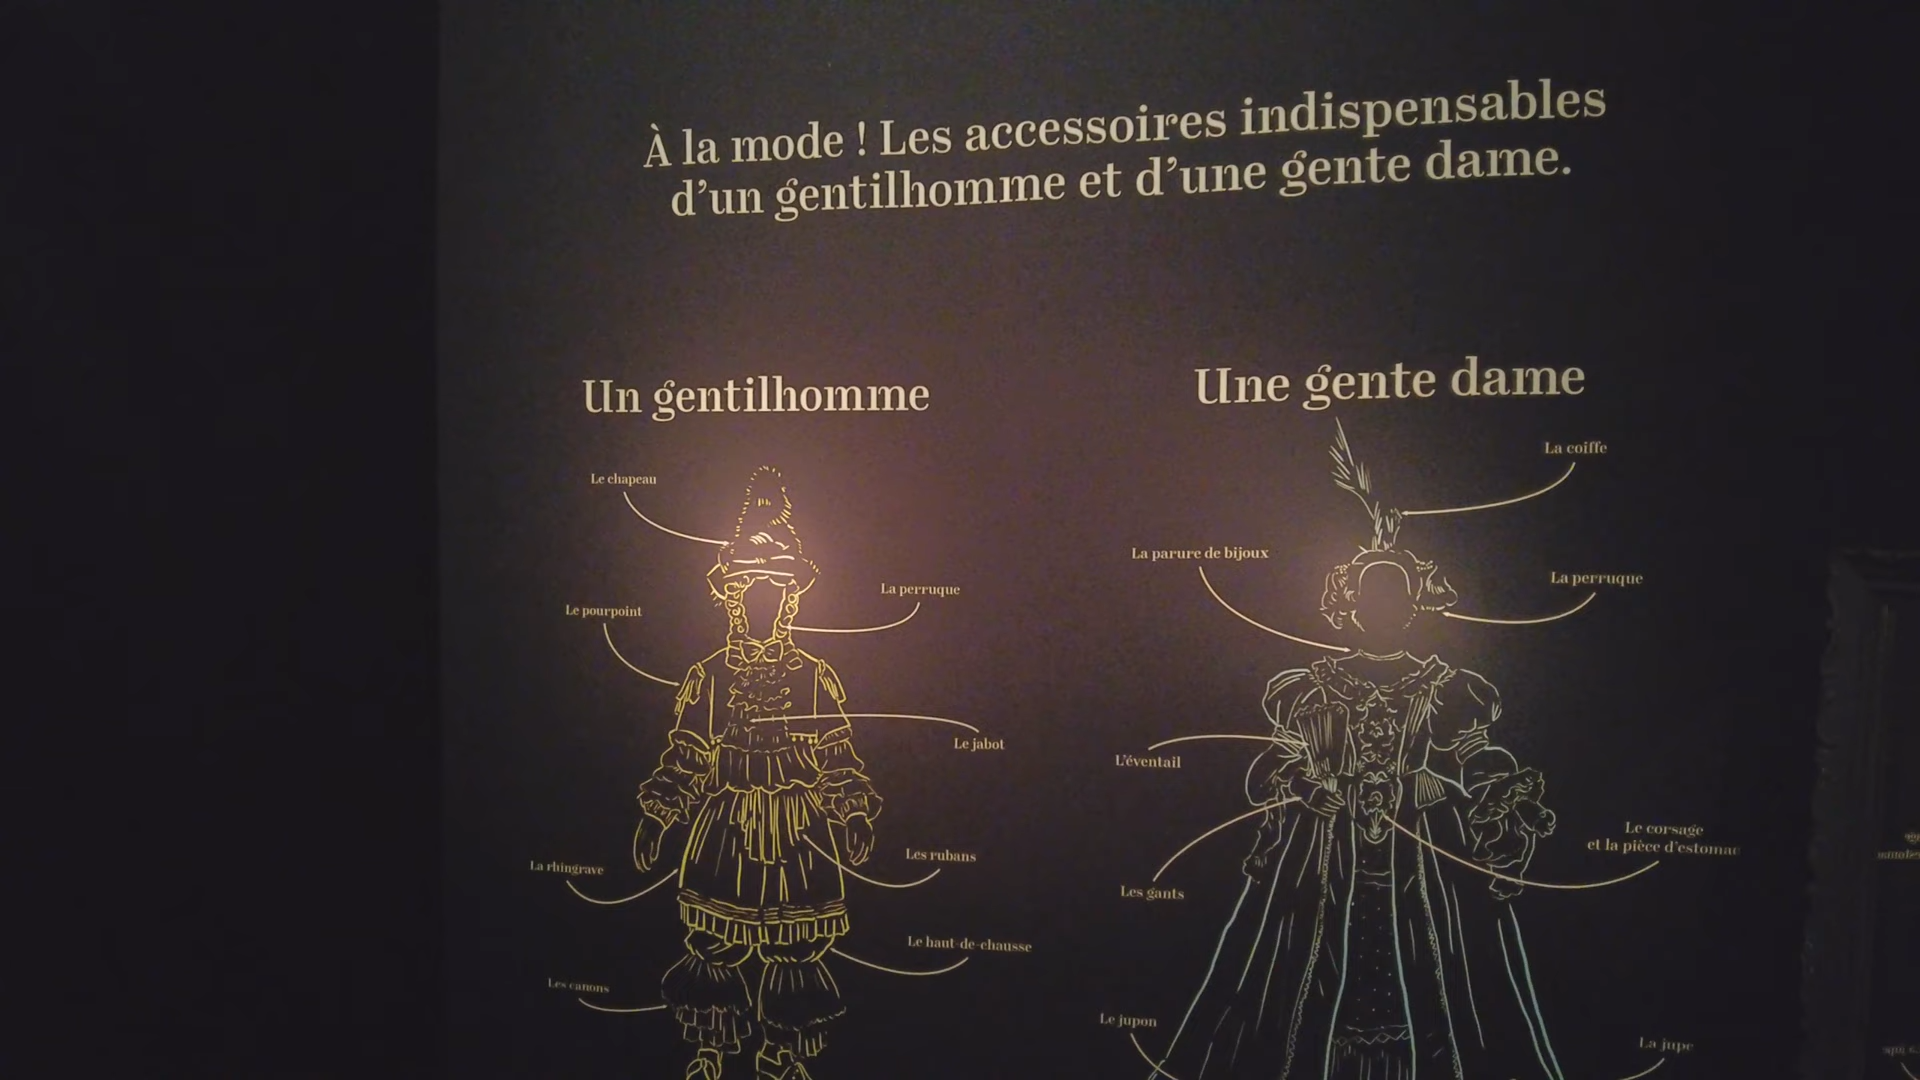 À la mode ! Les accessoires indispensables
d'un gentilhomme et d'une gente dame.
Un gentilhomme
Le chapeau
La perruque
Le pourpoint
Le jabot
La rhingrave
Les rubans
Le haut-de-chausse
Les canons
Une gente dame
La coiffe
La parure de bijoux
La perruque
L'éventail
Le corsage
et la pièce d'estomac
Les gants
Le jupon
La jupe